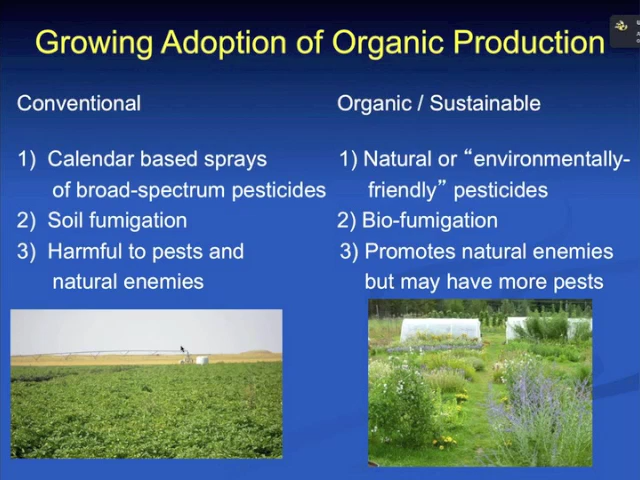 Growing Adoption of Organic Production
Conventional
1) Calendar based sprays
of broad-spectrum pesticides
2) Soil fumigation
3) Harmful to pests and
natural enemies
Organic / Sustainable
1) Natural or “environmentally-
friendly” pesticides
2) Bio-fumigation
3) Promotes natural enemies
but may have more pests